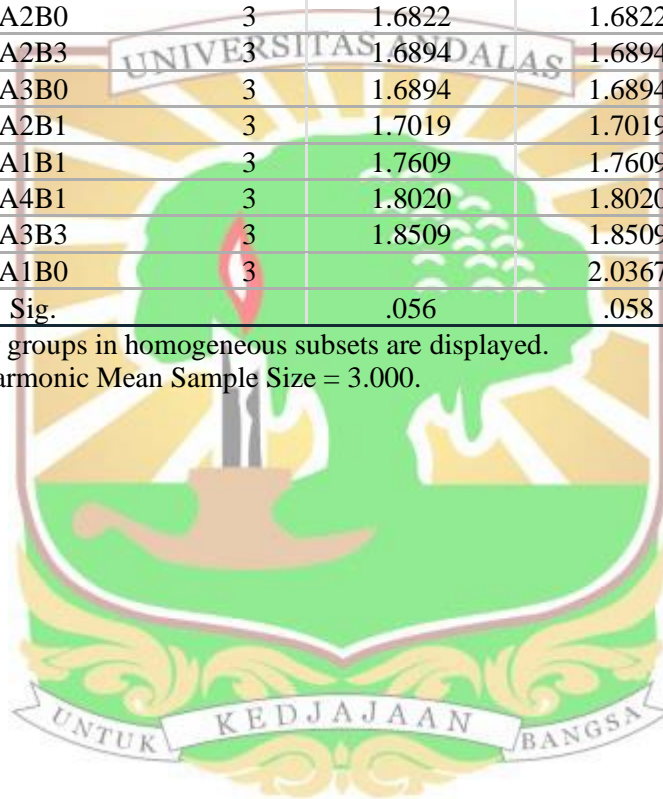 A2B0 3 1.6822 1.6822
A2B3 3 1.6894 1.6894
A3B0 3 1.6894 1.6894
A2B1 3 1.7019 1.7019
A1B1 3 1.7609 1.7609
A4B1 3 1.8020 1.8020
A3B3 3 1.8509 1.8509
A1B0 3 2.0367
Sig. .056 .058
groups in homogeneous subsets are displayed.
armonic Mean Sample Size = 3.000.
UNIVERSITAS ANDALAS
UNTUK KEDJAJAAN BANGSA